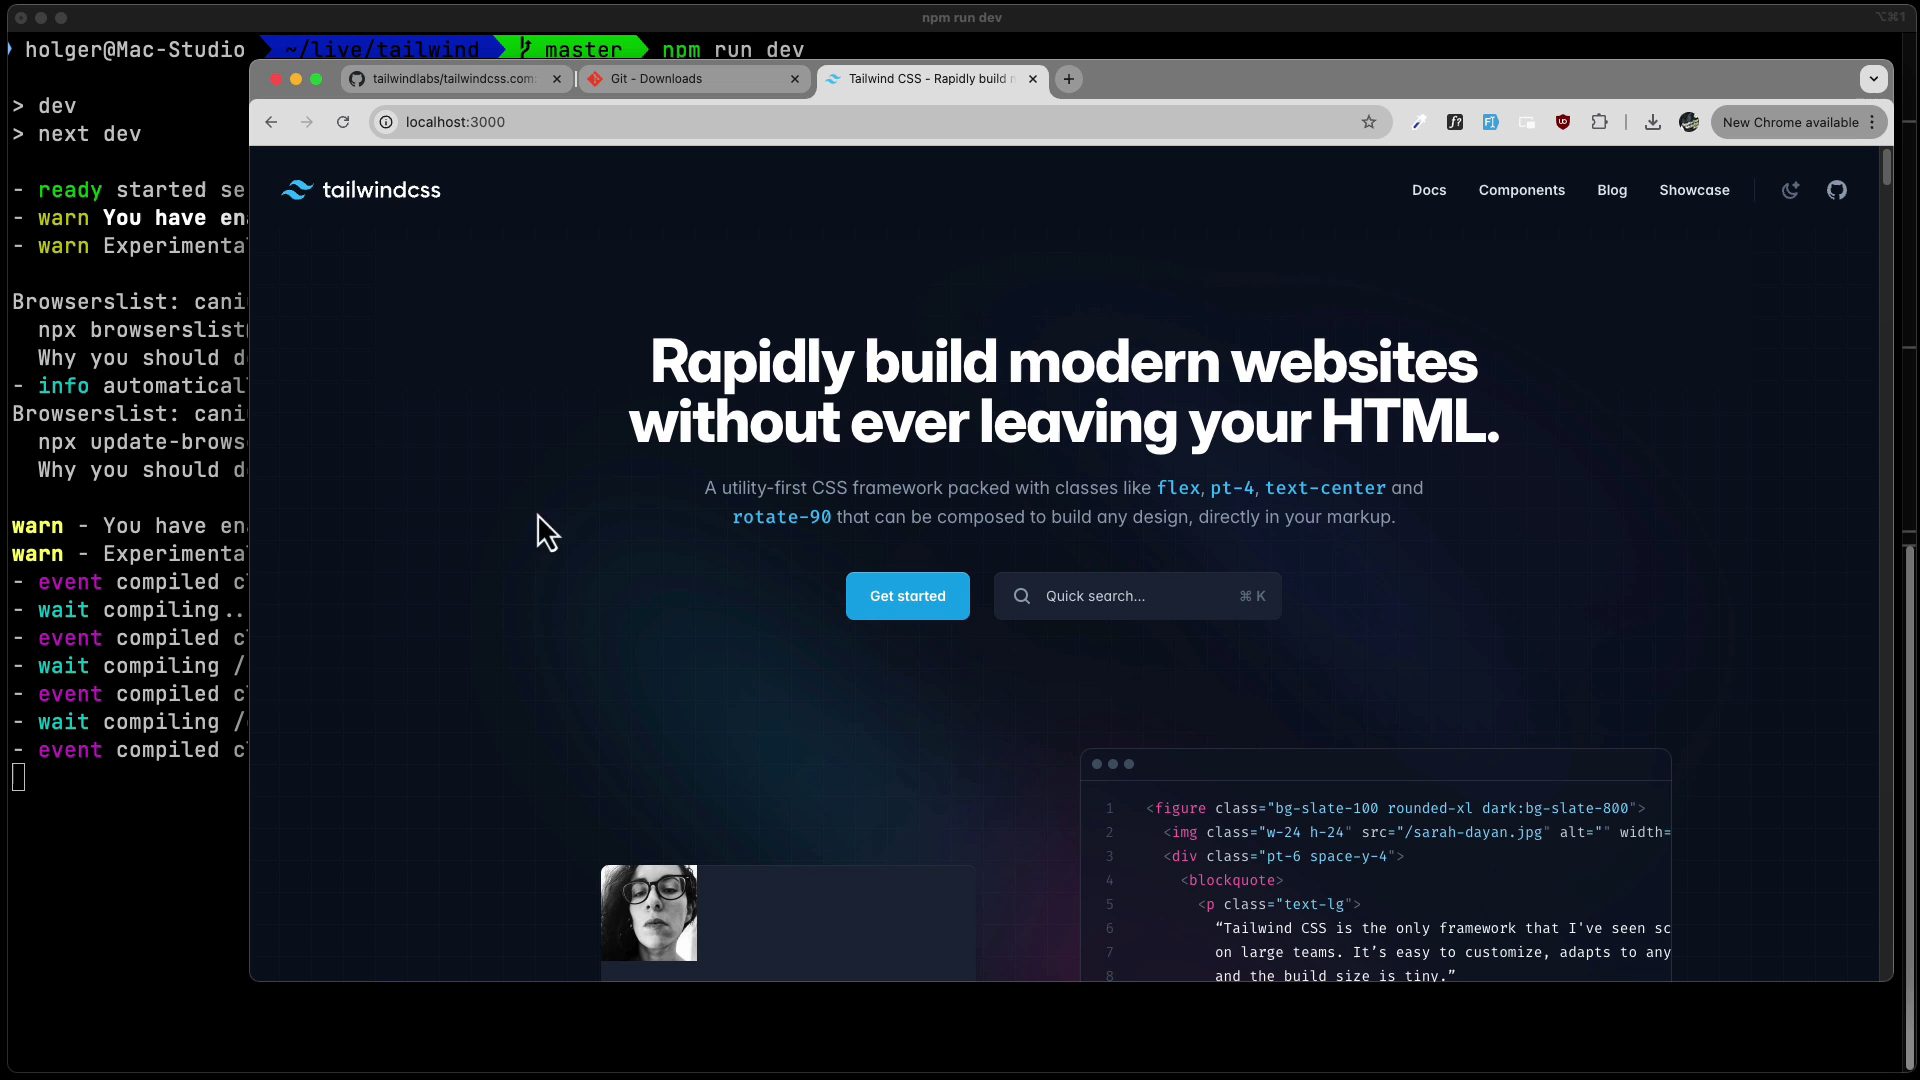 npm run dev
⌥⌘1
holger@Mac-Studio ~/live/tailwind master npm run dev
> dev
> next dev
- ready started se
- warn You have en
- warn Experimenta
Browserslist: cani
npx browserslist
Why you should d
- info automatical
Browserslist: cani
npx update-brows
Why you should d
warn - You have en
warn - Experimenta
- event compiled c
- wait compiling..
- event compiled c
- wait compiling /
- event compiled c
- wait compiling /
- event compiled c
tailwindlabs/tailwindcss.com:
Git - Downloads
Tailwind CSS - Rapidly build m
localhost:3000
New Chrome available
tailwindcss
Docs Components Blog Showcase
Rapidly build modern websites
without ever leaving your HTML.
A utility-first CSS framework packed with classes like flex, pt-4, text-center and
rotate-90 that can be composed to build any design, directly in your markup.
Get started
Quick search... ⌘ K
1 <figure class="bg-slate-100 rounded-xl dark:bg-slate-800">
2 <img class="w-24 h-24" src="/sarah-dayan.jpg" alt="" width=
3 <div class="pt-6 space-y-4">
4 <blockquote>
5 <p class="text-lg">
6 “Tailwind CSS is the only framework that I've seen sc
7 on large teams. It’s easy to customize, adapts to any
8 and the build size is tiny.”